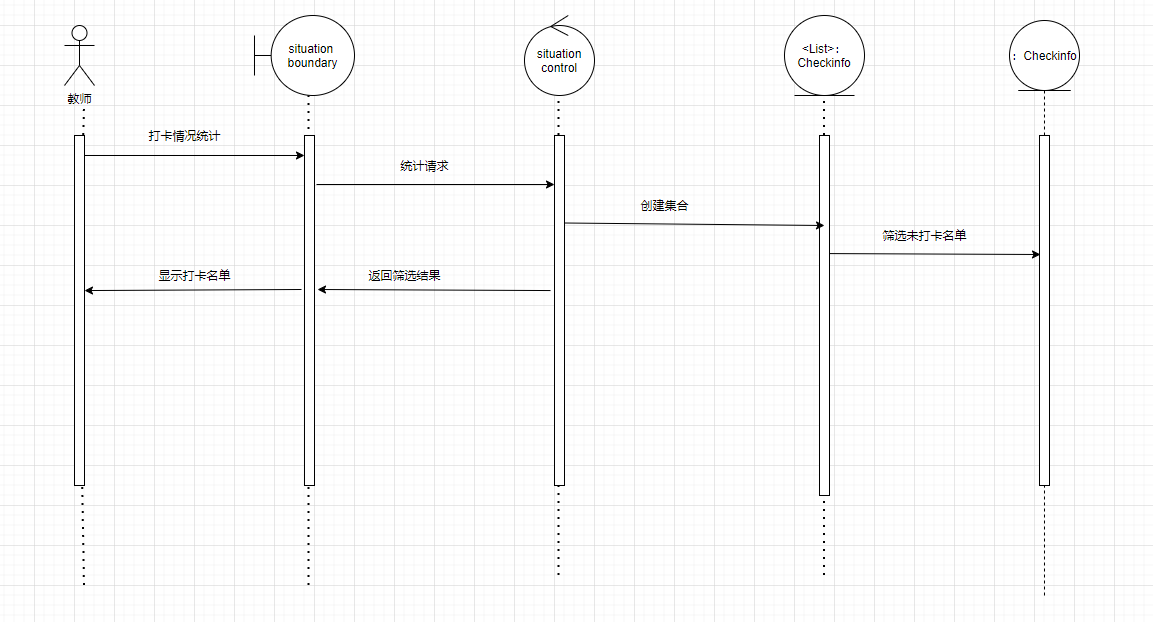 situation
boundary
situation
control
<List>:
Checkinfo
: Checkinfo
教师
打卡情况统计
统计请求
创建集合
筛选未打卡名单
显示打卡名单
返回筛选结果